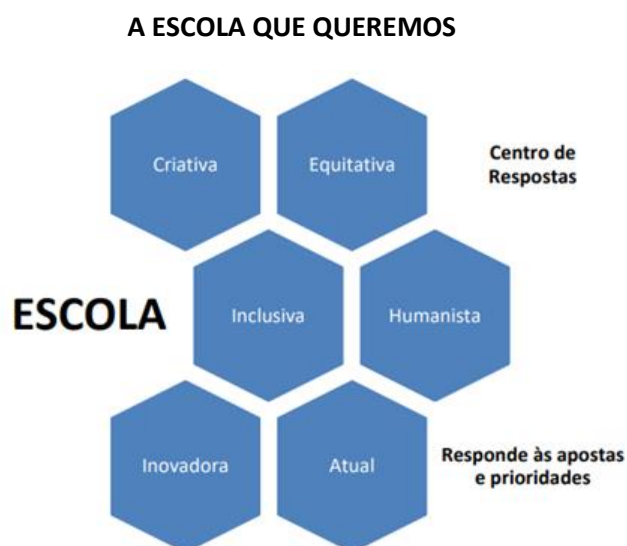 A ESCOLA QUE QUEREMOS
Criativa
Equitativa
Centro de
Respostas
ESCOLA
Inclusiva
Humanista
Inovadora
Atual
Responde às apostas
e prioridades